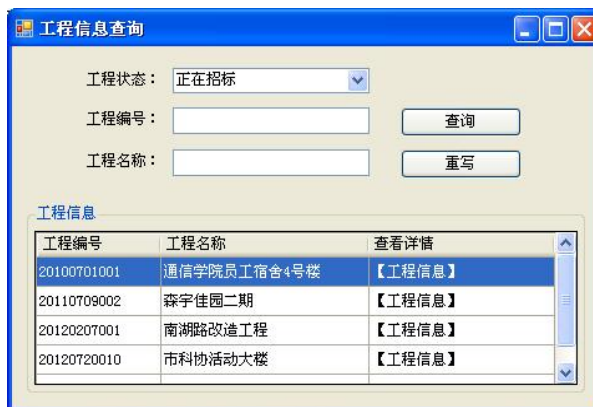 工程信息查询
工程状态： 正在招标
工程编号：
查询
工程名称：
重写
工程信息
工程编号 工程名称 查看详情
20100701001 通信学院员工宿舍4号楼 【工程信息】
20110709002 森宇佳园二期 【工程信息】
20120207001 南湖路改造工程 【工程信息】
20120720010 市科协活动大楼 【工程信息】